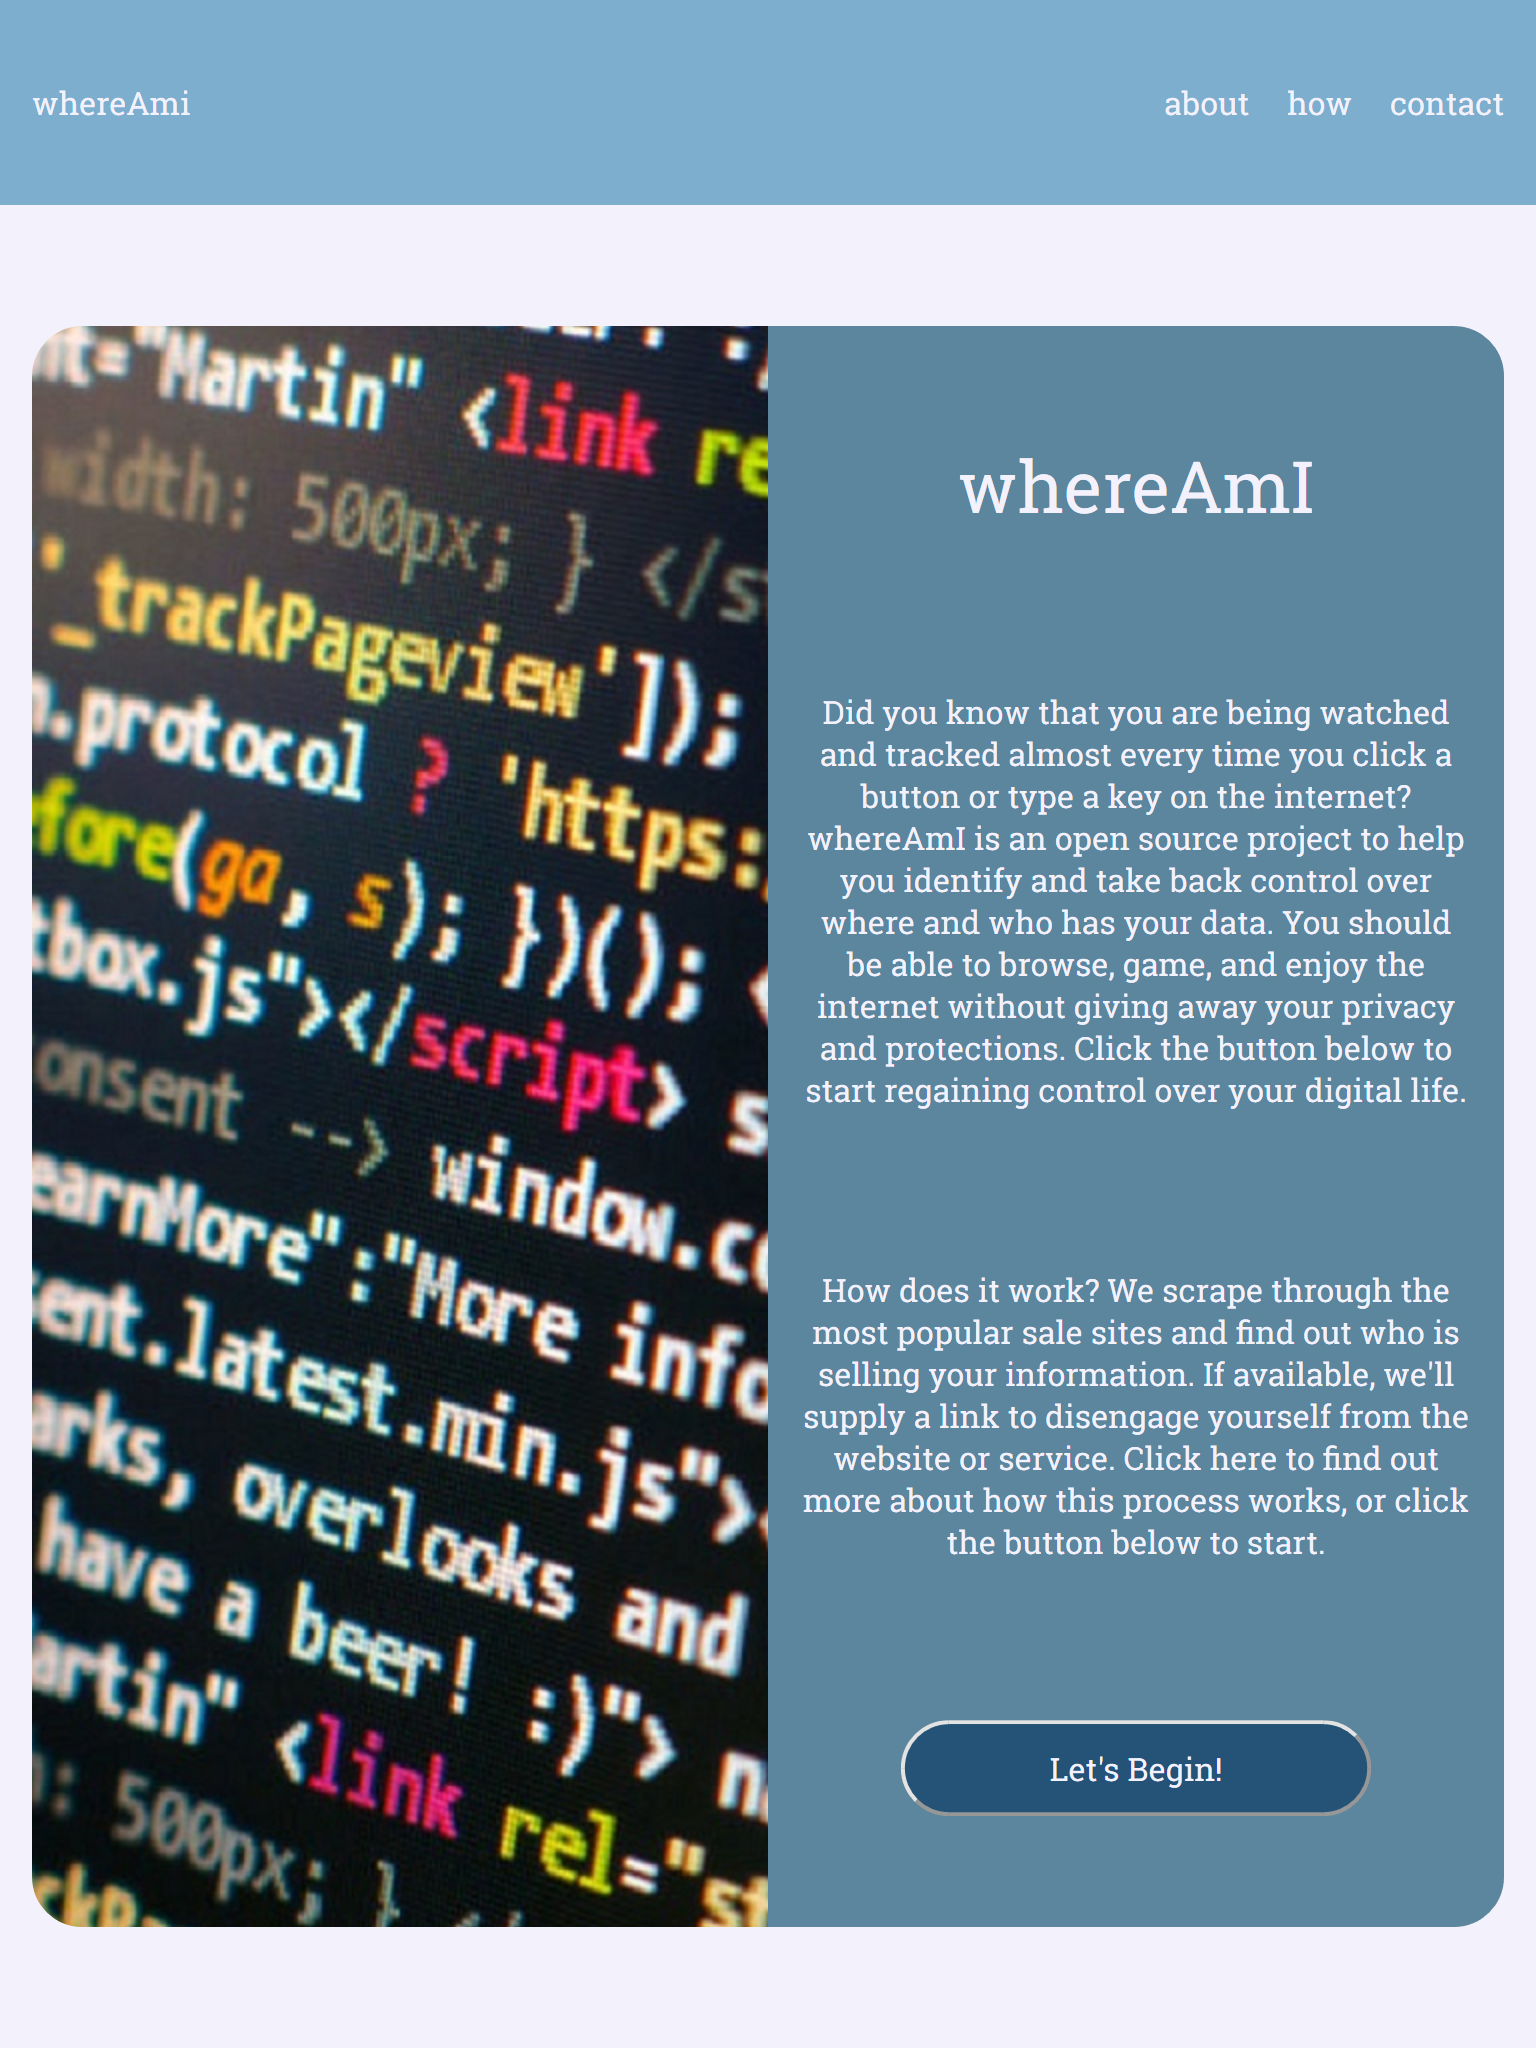 whereAmi
about how contact
nt="Martin" <link re
width: 500px; } </st
'_trackPageview']);
n.protocol ? 'https:
efore(ga, s); })();
tbox.js"></script> s
onsent --> window.co
earnMore":"More info
sent.latest.min.js">
arks, overlooks and
have a beer! :)"> n
artin" <link rel="st
h: 500px; } </
ckPa
whereAmI
Did you know that you are being watched
and tracked almost every time you click a
button or type a key on the internet?
whereAmI is an open source project to help
you identify and take back control over
where and who has your data. You should
be able to browse, game, and enjoy the
internet without giving away your privacy
and protections. Click the button below to
start regaining control over your digital life.
How does it work? We scrape through the
most popular sale sites and find out who is
selling your information. If available, we'll
supply a link to disengage yourself from the
website or service. Click here to find out
more about how this process works, or click
the button below to start.
Let's Begin!